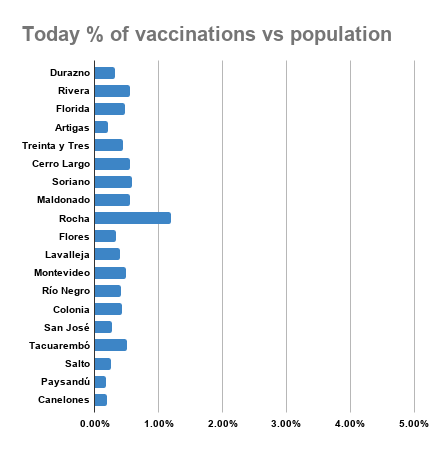 Today % of vaccinations vs population
Durazno
Rivera
Florida
Artigas
Treinta y Tres
Cerro Largo
Soriano
Maldonado
Rocha
Flores
Lavalleja
Montevideo
Río Negro
Colonia
San José
Tacuarembó
Salto
Paysandú
Canelones
0.00% 1.00% 2.00% 3.00% 4.00% 5.00%